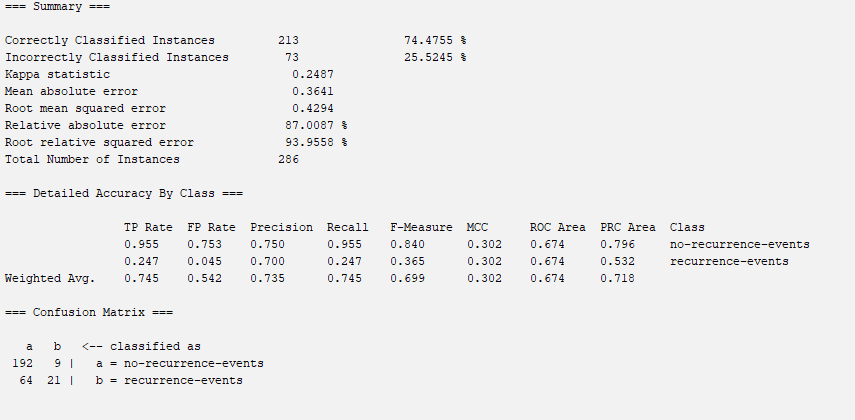 === Summary ===
Correctly Classified Instances 213 74.4755 %
Incorrectly Classified Instances 73 25.5245 %
Kappa statistic 0.2487
Mean absolute error 0.3641
Root mean squared error 0.4294
Relative absolute error 87.0087 %
Root relative squared error 93.9558 %
Total Number of Instances 286
=== Detailed Accuracy By Class ===
TP Rate FP Rate Precision Recall F-Measure MCC ROC Area PRC Area Class
0.955 0.753 0.750 0.955 0.840 0.302 0.674 0.796 no-recurrence-events
0.247 0.045 0.700 0.247 0.365 0.302 0.674 0.532 recurrence-events
Weighted Avg. 0.745 0.542 0.735 0.745 0.699 0.302 0.674 0.718
=== Confusion Matrix ===
a b <-- classified as
192 9 | a = no-recurrence-events
64 21 | b = recurrence-events